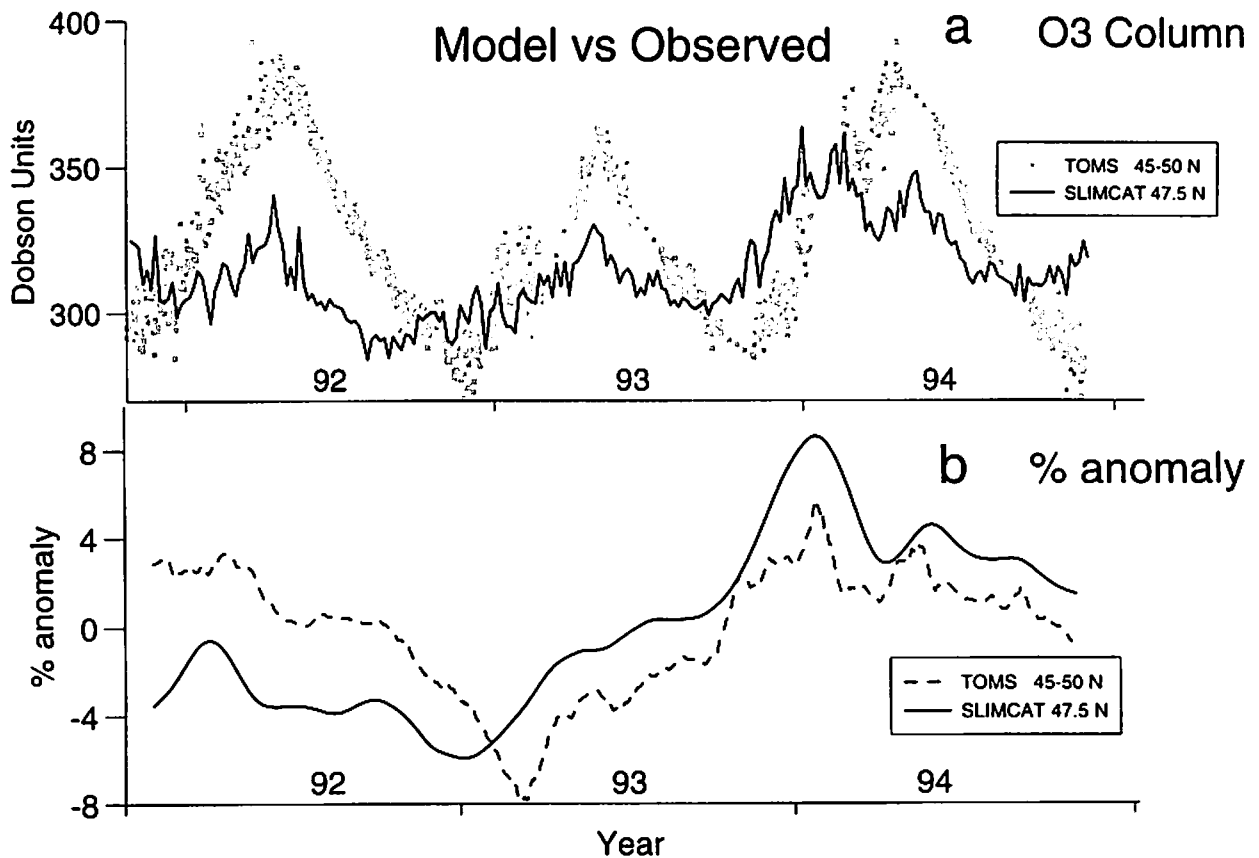 Model vs Observed
a O3 Column
400
350
300
Dobson Units
TOMS 45-50 N
SLIMCAT 47.5 N
92 93 94
b % anomaly
8
4
0
-4
-8
% anomaly
TOMS 45-50 N
SLIMCAT 47.5 N
92 93 94
Year